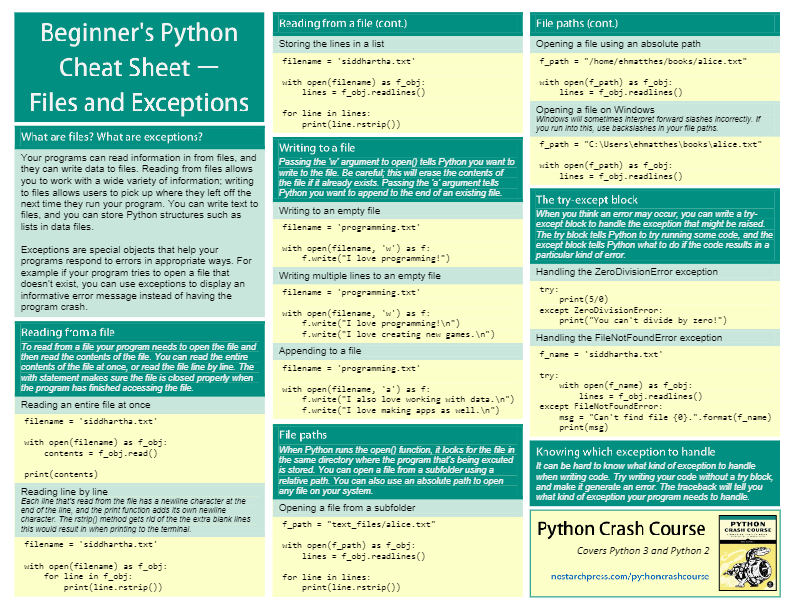 Beginner's Python
Cheat Sheet —
Files and Exceptions
What are files? What are exceptions?
Your programs can read information in from files, and
they can write data to files. Reading from files allows
you to work with a wide variety of information; writing
to files allows users to pick up where they left off the
next time they run your program. You can write text to
files, and you can store Python structures such as
lists in data files.
Exceptions are special objects that help your
programs respond to errors in appropriate ways. For
example if your program tries to open a file that
doesn't exist, you can use exceptions to display an
informative error message instead of having the
program crash.
Reading from a file
To read from a file your program needs to open the file and
then read the contents of the file. You can read the entire
contents of the file at once, or read the file line by line. The
with statement makes sure the file is closed properly when
the program has finished accessing the file.
Reading an entire file at once
filename = 'siddhartha.txt'
with open(filename) as f_obj:
    contents = f_obj.read()
print(contents)
Reading line by line
Each line that's read from the file has a newline character at the
end of the line, and the print function adds its own newline
character. The rstrip() method gets rid of the the extra blank lines
this would result in when printing to the terminal.
filename = 'siddhartha.txt'
with open(filename) as f_obj:
    for line in f_obj:
        print(line.rstrip())
Reading from a file (cont.)
Storing the lines in a list
filename = 'siddhartha.txt'
with open(filename) as f_obj:
    lines = f_obj.readlines()
for line in lines:
    print(line.rstrip())
Writing to a file
Passing the 'w' argument to open() tells Python you want to
write to the file. Be careful; this will erase the contents of
the file if it already exists. Passing the 'a' argument tells
Python you want to append to the end of an existing file.
Writing to an empty file
filename = 'programming.txt'
with open(filename, 'w') as f:
    f.write("I love programming!")
Writing multiple lines to an empty file
filename = 'programming.txt'
with open(filename, 'w') as f:
    f.write("I love programming!\n")
    f.write("I love creating new games.\n")
Appending to a file
filename = 'programming.txt'
with open(filename, 'a') as f:
    f.write("I also love working with data.\n")
    f.write("I love making apps as well.\n")
File paths
When Python runs the open() function, it looks for the file in
the same directory where the program that's being excuted
is stored. You can open a file from a subfolder using a
relative path. You can also use an absolute path to open
any file on your system.
Opening a file from a subfolder
f_path = "text_files/alice.txt"
with open(f_path) as f_obj:
    lines = f_obj.readlines()
for line in lines:
    print(line.rstrip())
File paths (cont.)
Opening a file using an absolute path
f_path = "/home/ehmatthes/books/alice.txt"
with open(f_path) as f_obj:
    lines = f_obj.readlines()
Opening a file on Windows
Windows will sometimes interpret forward slashes incorrectly. If
you run into this, use backslashes in your file paths.
f_path = "C:\Users\ehmatthes\books\alice.txt"
with open(f_path) as f_obj:
    lines = f_obj.readlines()
The try-except block
When you think an error may occur, you can write a try-
except block to handle the exception that might be raised.
The try block tells Python to try running some code, and the
except block tells Python what to do if the code results in a
particular kind of error.
Handling the ZeroDivisionError exception
try:
    print(5/0)
except ZeroDivisionError:
    print("You can't divide by zero!")
Handling the FileNotFoundError exception
f_name = 'siddhartha.txt'
try:
    with open(f_name) as f_obj:
        lines = f_obj.readlines()
except FileNotFoundError:
    msg = "Can't find file {0}.".format(f_name)
    print(msg)
Knowing which exception to handle
It can be hard to know what kind of exception to handle
when writing code. Try writing your code without a try block,
and make it generate an error. The traceback will tell you
what kind of exception your program needs to handle.
Python Crash Course
Covers Python 3 and Python 2
nostarchpress.com/pythoncrashcourse
PYTHON
CRASH COURSE